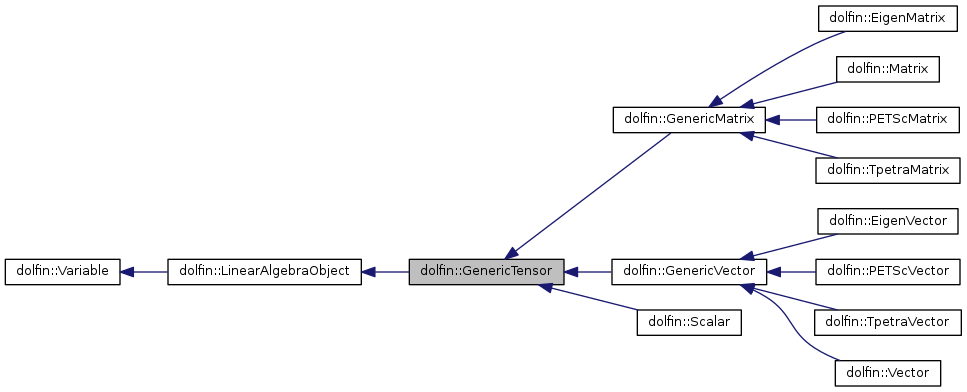 dolfin::EigenMatrix
dolfin::Matrix
dolfin::GenericMatrix
dolfin::PETScMatrix
dolfin::TpetraMatrix
dolfin::EigenVector
dolfin::Variable
dolfin::LinearAlgebraObject
dolfin::GenericTensor
dolfin::GenericVector
dolfin::PETScVector
dolfin::Scalar
dolfin::TpetraVector
dolfin::Vector